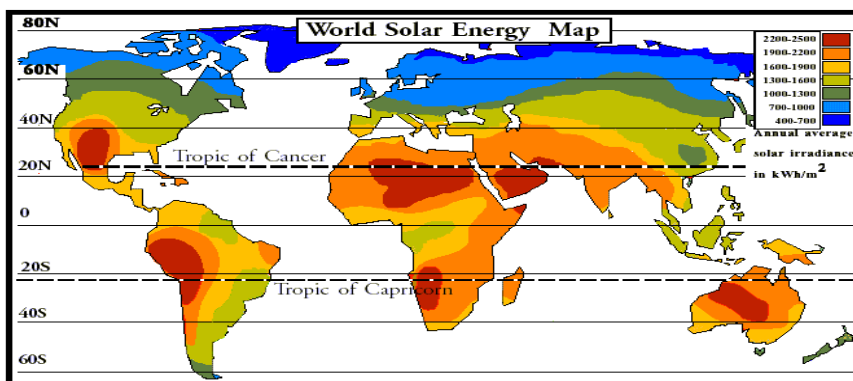 World Solar Energy Map
80N
60N
40N
20N
0
20S
40S
60S
Tropic of Cancer
Tropic of Capricorn
2200-2500
1900-2200
1600-1900
1300-1600
1000-1300
700-1000
400-700
Annual average
solar irradiance
in kWh/m²